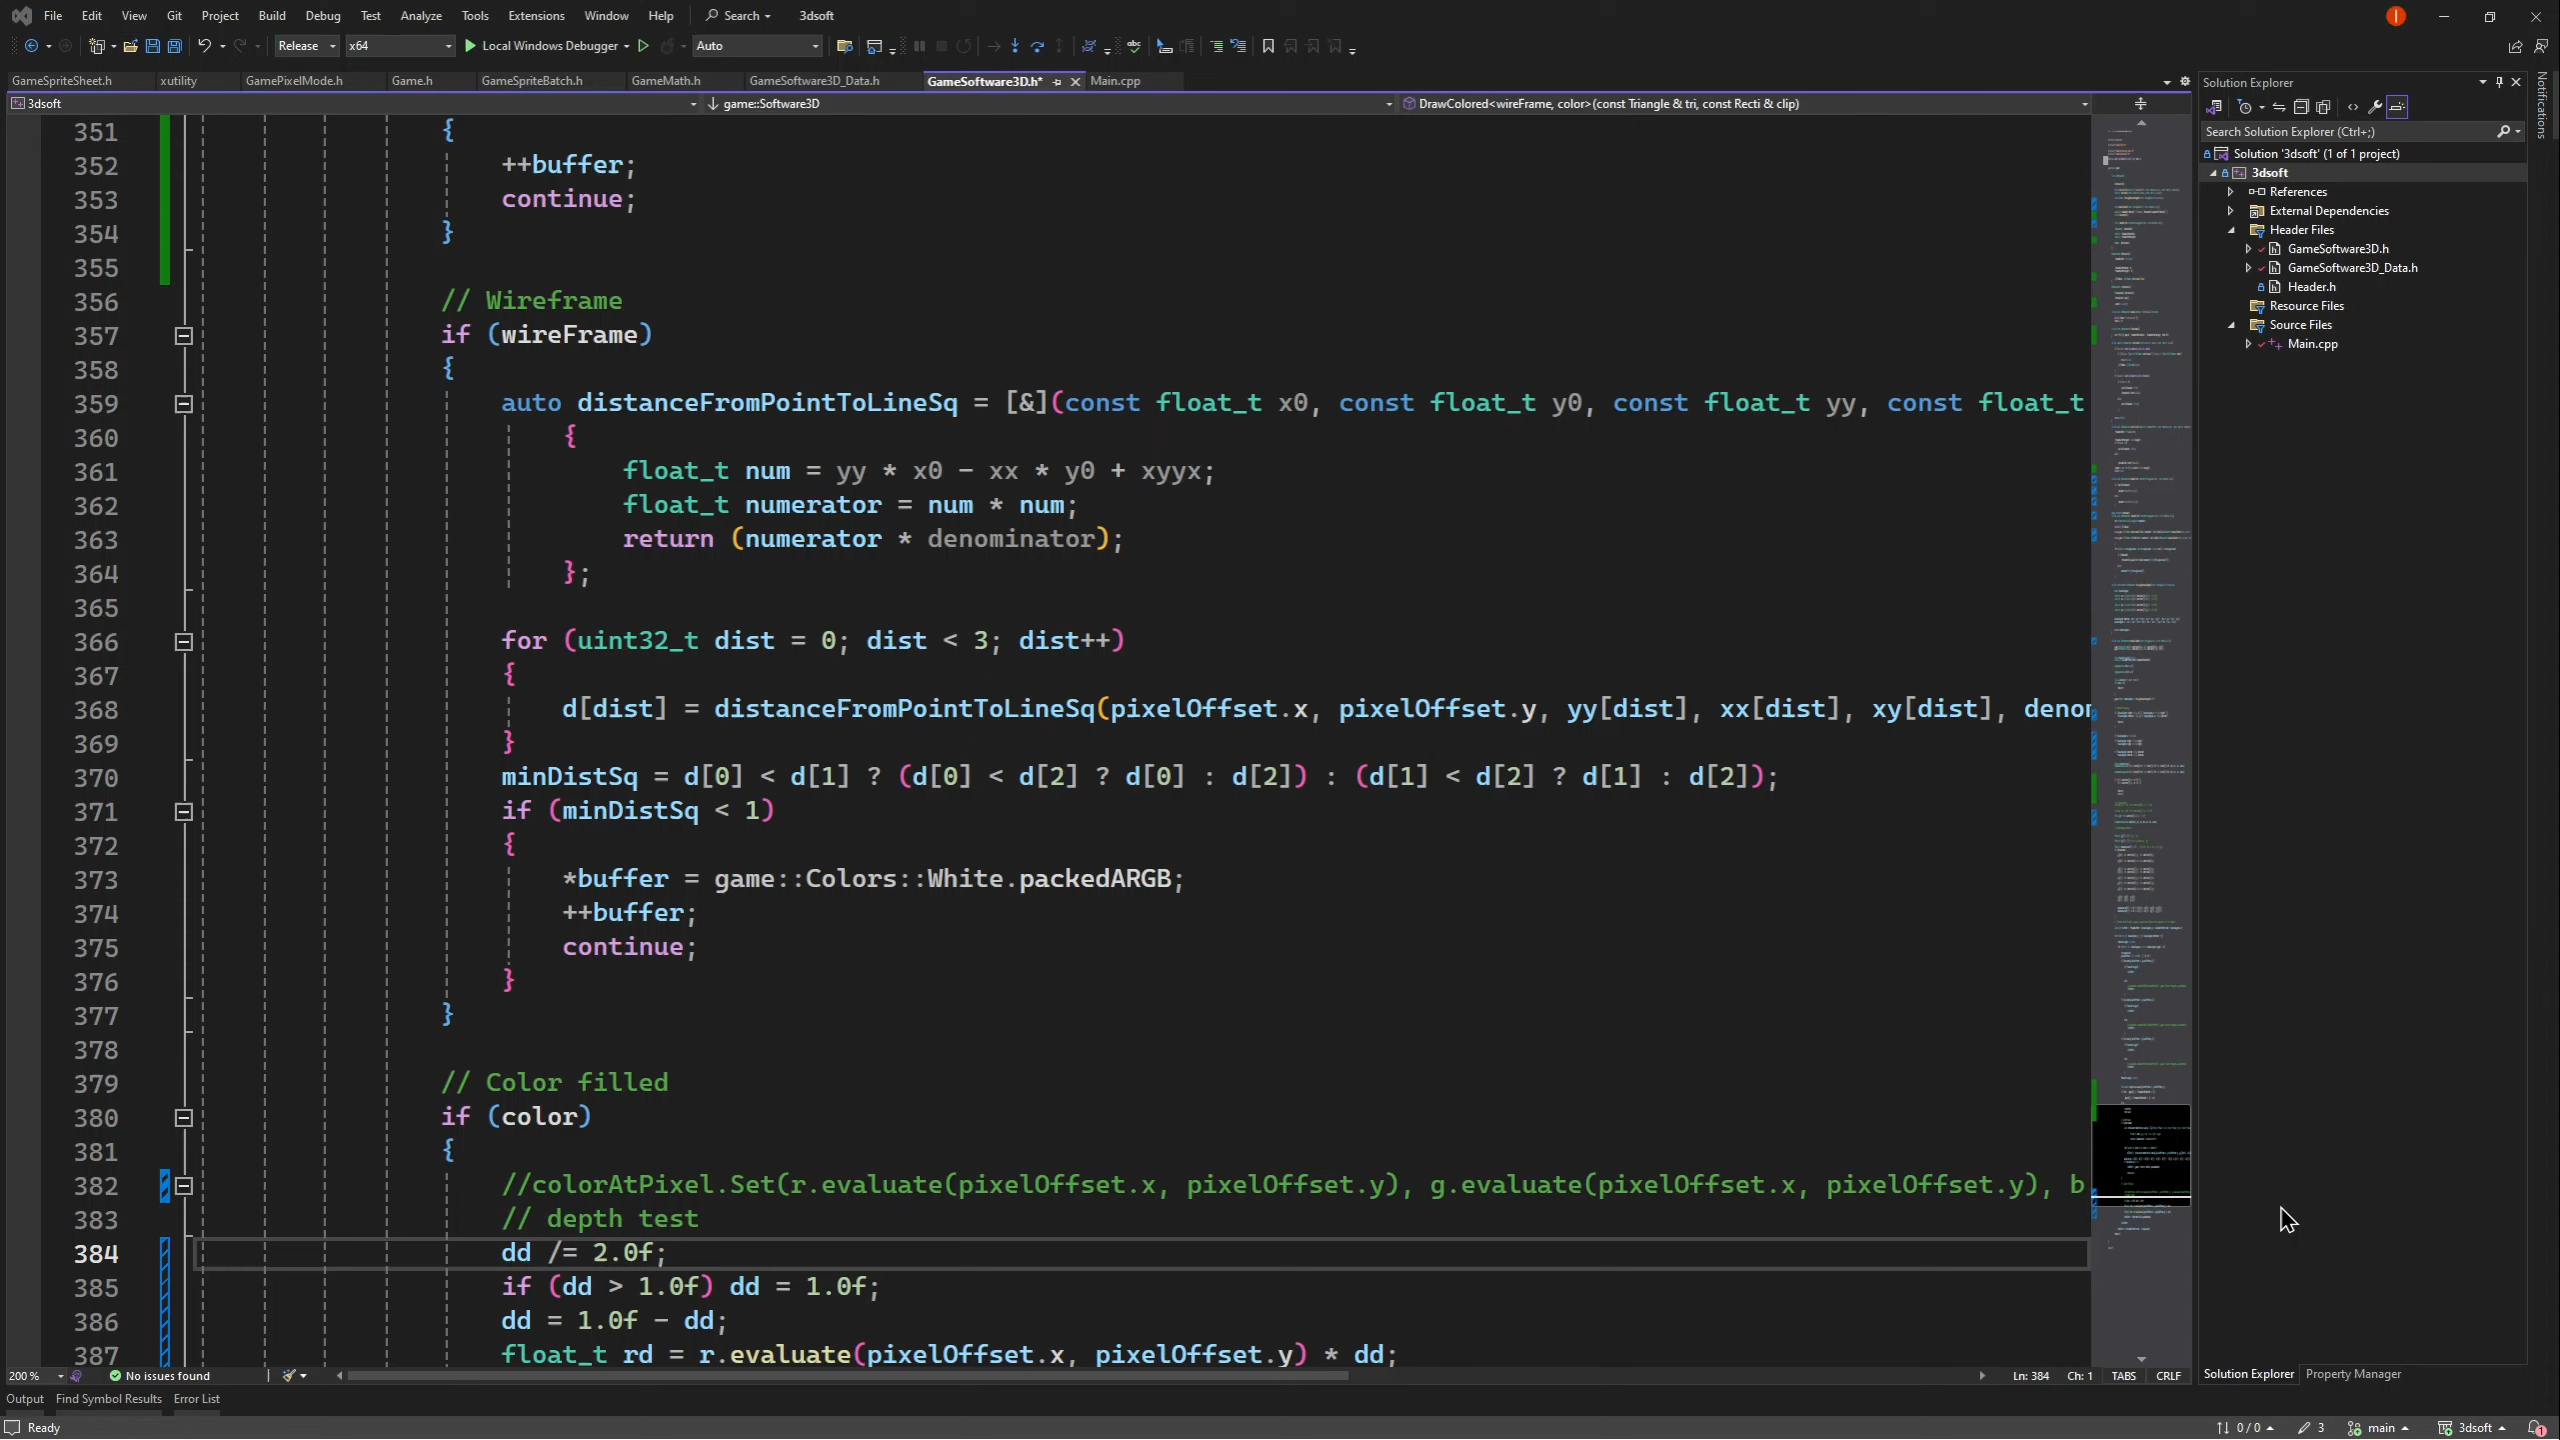 File Edit View Git Project Build Debug Test Analyze Tools Extensions Window Help Search 3dsoft
Release x64 Local Windows Debugger Auto
GameSpriteSheet.h xutility GamePixelMode.h Game.h GameSpriteBatch.h GameMath.h GameSoftware3D_Data.h GameSoftware3D.h* Main.cpp
3dsoft game::Software3D DrawColored<wireFrame, color>(const Triangle & tri, const Recti & clip)
351 {
352 ++buffer;
353 continue;
354 }
355
356 // Wireframe
357 if (wireFrame)
358 {
359 auto distanceFromPointToLineSq = [&](const float_t x0, const float_t y0, const float_t yy, const float_t
360 {
361 float_t num = yy * x0 - xx * y0 + xyyx;
362 float_t numerator = num * num;
363 return (numerator * denominator);
364 };
365
366 for (uint32_t dist = 0; dist < 3; dist++)
367 {
368 d[dist] = distanceFromPointToLineSq(pixelOffset.x, pixelOffset.y, yy[dist], xx[dist], xy[dist], denom
369 }
370 minDistSq = d[0] < d[1] ? (d[0] < d[2] ? d[0] : d[2]) : (d[1] < d[2] ? d[1] : d[2]);
371 if (minDistSq < 1)
372 {
373 *buffer = game::Colors::White.packedARGB;
374 ++buffer;
375 continue;
376 }
377 }
378
379 // Color filled
380 if (color)
381 {
382 //colorAtPixel.Set(r.evaluate(pixelOffset.x, pixelOffset.y), g.evaluate(pixelOffset.x, pixelOffset.y), b
383 // depth test
384 dd /= 2.0f;
385 if (dd > 1.0f) dd = 1.0f;
386 dd = 1.0f - dd;
387 float_t rd = r.evaluate(pixelOffset.x, pixelOffset.y) * dd;
200 % No issues found Ln: 384 Ch: 1 TABS CRLF
Output Find Symbol Results Error List
Ready 0 / 0 3 main 3dsoft 1
Solution Explorer
Search Solution Explorer (Ctrl+;)
Solution '3dsoft' (1 of 1 project)
3dsoft
References
External Dependencies
Header Files
GameSoftware3D.h
GameSoftware3D_Data.h
Header.h
Resource Files
Source Files
Main.cpp
Solution Explorer Property Manager
Notifications